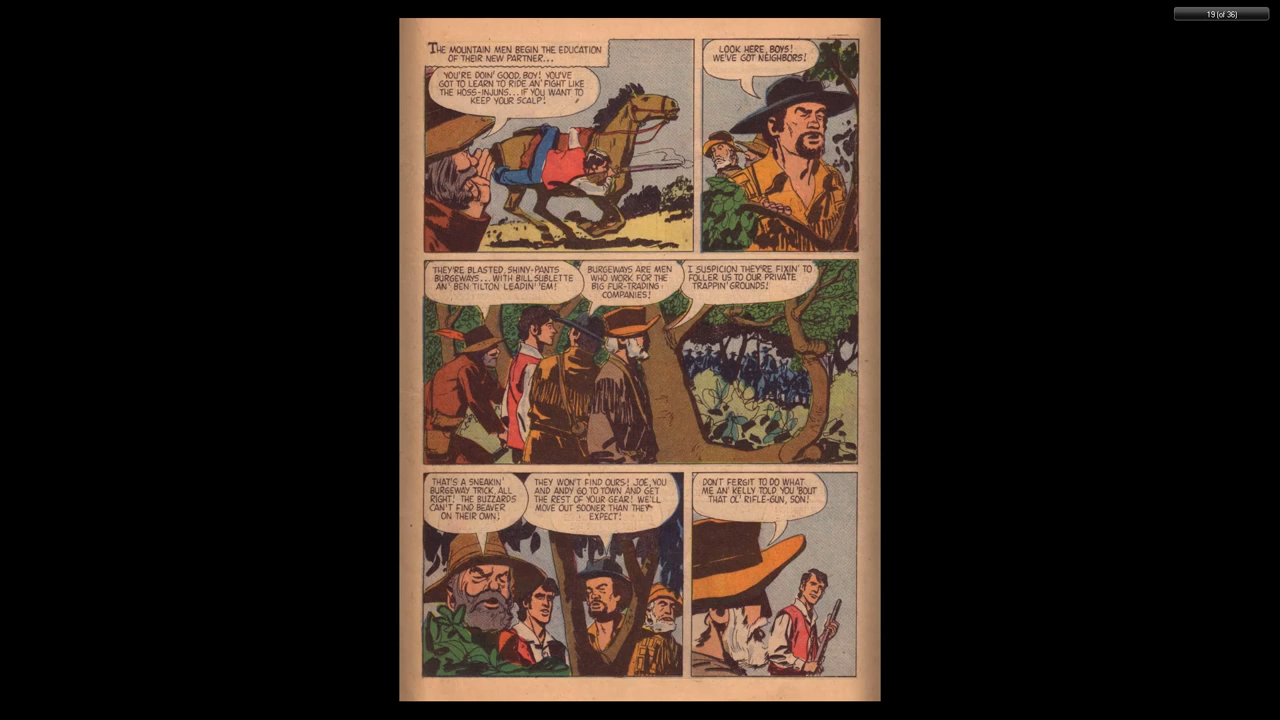 19 (of 36)
THE MOUNTAIN MEN BEGIN THE EDUCATION
OF THEIR NEW PARTNER...
YOU'RE DOIN' GOOD, BOY! YOU'VE
GOT TO LEARN TO RIDE AN' FIGHT LIKE
THE HOSS-INJUNS... IF YOU WANT TO
KEEP YOUR SCALP!
LOOK HERE, BOYS!
WE'VE GOT NEIGHBORS!
THEY'RE BLASTED, SHINY-PANTS
BURGEWAYS... WITH BILL SUBLETTE
AN' BEN TILTON LEADIN' 'EM!
BURGEWAYS ARE MEN
WHO WORK FOR THE
BIG FUR-TRADING
COMPANIES!
I SUSPICION THEY'RE FIXIN' TO
FOLLER US TO OUR PRIVATE
TRAPPIN' GROUNDS!
THAT'S A SNEAKIN'
BURGEWAY TRICK, ALL
RIGHT! THE BUZZARDS
CAN'T FIND BEAVER
ON THEIR OWN!
THEY WON'T FIND OURS! JOE, YOU
AND ANDY GO TO TOWN AND GET
THE REST OF YOUR GEAR! WE'LL
MOVE OUT SOONER THAN THEY
EXPECT!
DON'T FERGIT TO DO WHAT
ME AN' KELLY TOLD YOU 'BOUT
THAT OL' RIFLE-GUN, SON!